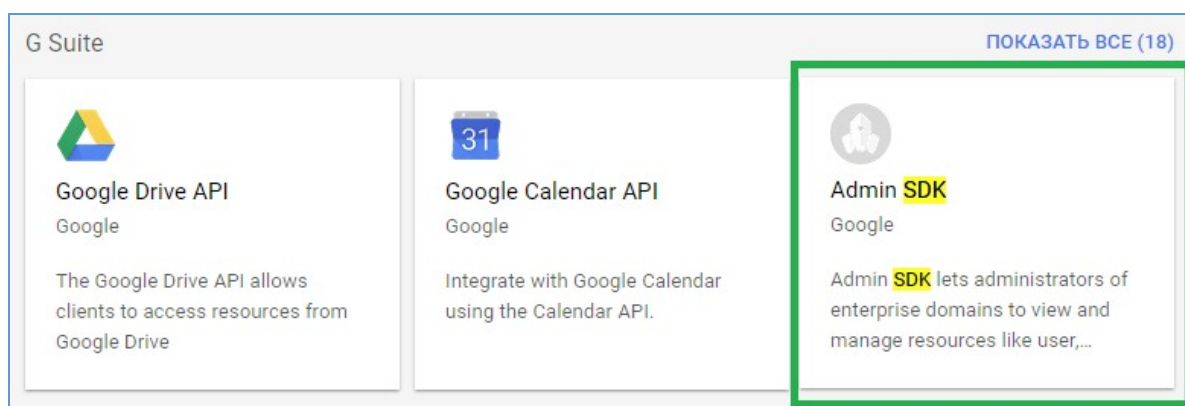 G Suite
ПОКАЗАТЬ ВСЕ (18)
Google Drive API
Google
The Google Drive API allows
clients to access resources from
Google Drive
31
Google Calendar API
Google
Integrate with Google Calendar
using the Calendar API.
Admin SDK
Google
Admin SDK lets administrators of
enterprise domains to view and
manage resources like user,...